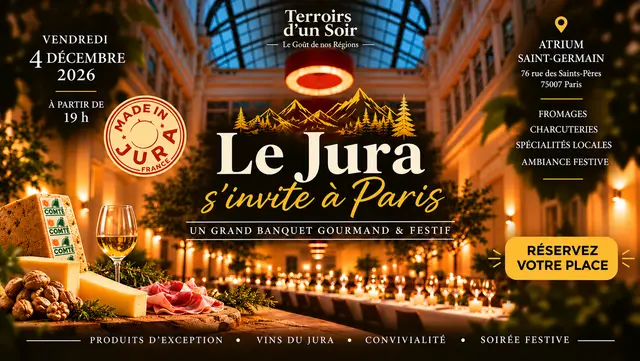 Terroirs
d'un Soir
Le Goût de nos Régions
VENDREDI
4 DÉCEMBRE
2026
À PARTIR DE
19 h
ATRIUM
SAINT-GERMAIN
76 rue des Saints-Pères
75007 Paris
FROMAGES
CHARCUTERIES
SPÉCIALITÉS LOCALES
AMBIANCE FESTIVE
MADE IN
JURA
FRANCE
Le Jura
s'invite à Paris
UN GRAND BANQUET GOURMAND & FESTIF
COMTÉ
COMTÉ
COMTÉ
RÉSERVEZ
VOTRE PLACE
PRODUITS D'EXCEPTION • VINS DU JURA • CONVIVIALITÉ • SOIRÉE FESTIVE